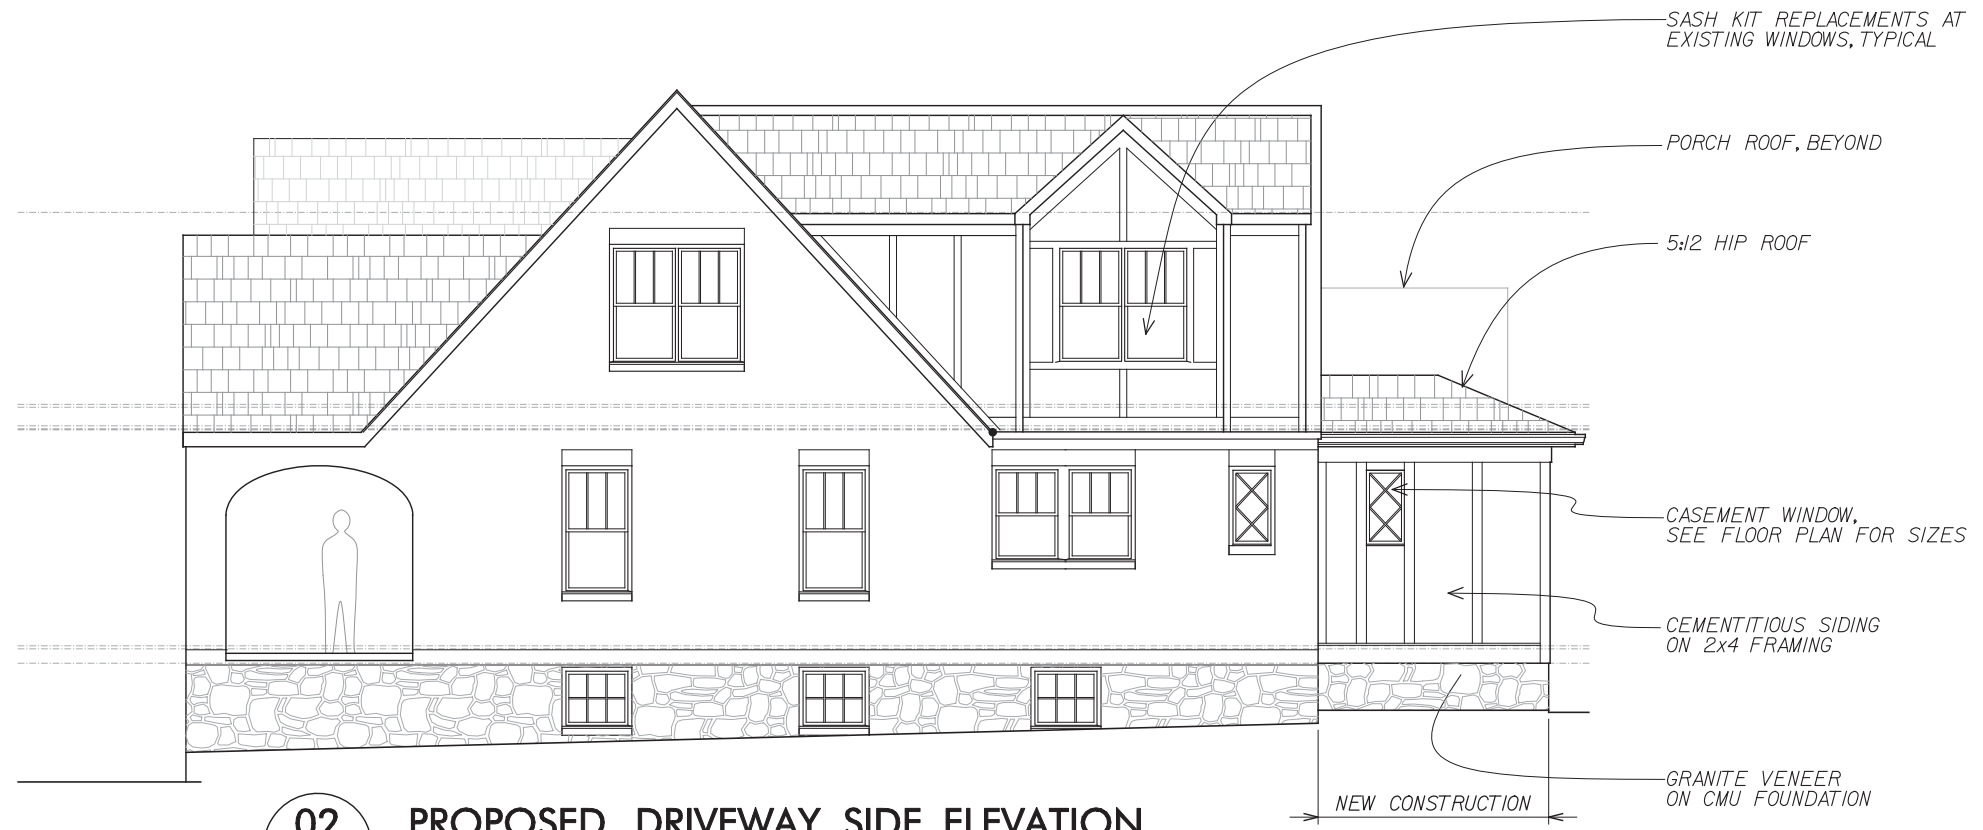 SASH KIT REPLACEMENTS AT
EXISTING WINDOWS, TYPICAL
PORCH ROOF, BEYOND
5:12 HIP ROOF
CASEMENT WINDOW,
SEE FLOOR PLAN FOR SIZES
CEMENTITIOUS SIDING
ON 2x4 FRAMING
GRANITE VENEER
ON CMU FOUNDATION
NEW CONSTRUCTION
02 PROPOSED DRIVEWAY SIDE ELEVATION